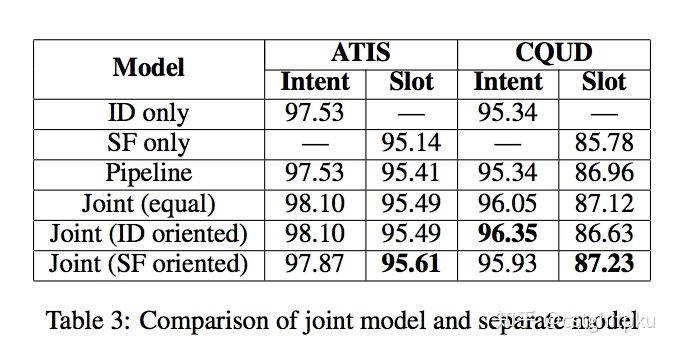 Model ATIS CQUD
Intent Slot Intent Slot
ID only 97.53 — 95.34 —
SF only — 95.14 — 85.78
Pipeline 97.53 95.41 95.34 86.96
Joint (equal) 98.10 95.49 96.05 87.12
Joint (ID oriented) 98.10 95.49 96.35 86.63
Joint (SF oriented) 97.87 95.61 95.93 87.23
Table 3: Comparison of joint model and separate model